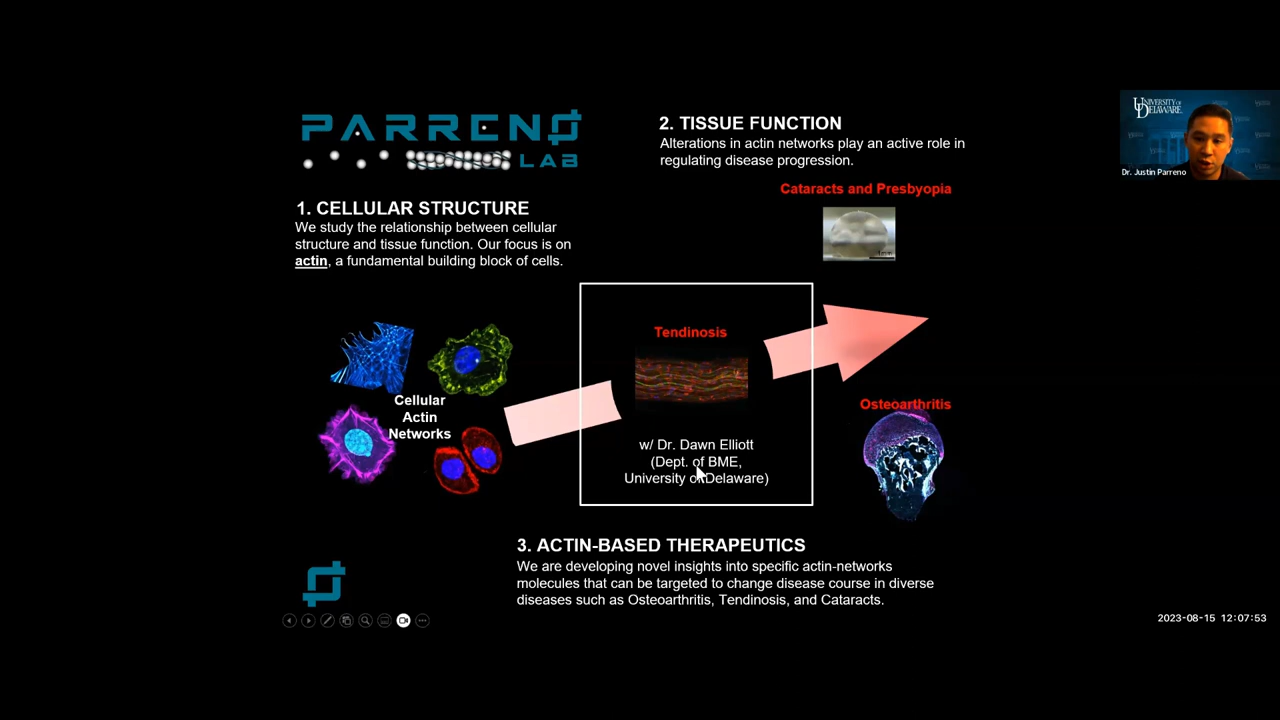 PARRENO
LAB
1. CELLULAR STRUCTURE
We study the relationship between cellular
structure and tissue function. Our focus is on
actin, a fundamental building block of cells.
2. TISSUE FUNCTION
Alterations in actin networks play an active role in
regulating disease progression.
Cataracts and Presbyopia
Tendinosis
Cellular
Actin
Networks
Osteoarthritis
w/ Dr. Dawn Elliott
(Dept. of BME,
University of Delaware)
3. ACTIN-BASED THERAPEUTICS
We are developing novel insights into specific actin-networks
molecules that can be targeted to change disease course in diverse
diseases such as Osteoarthritis, Tendinosis, and Cataracts.
UNIVERSITY OF
DELAWARE
Dr. Justin Parreno
2023-08-15 12:07:53